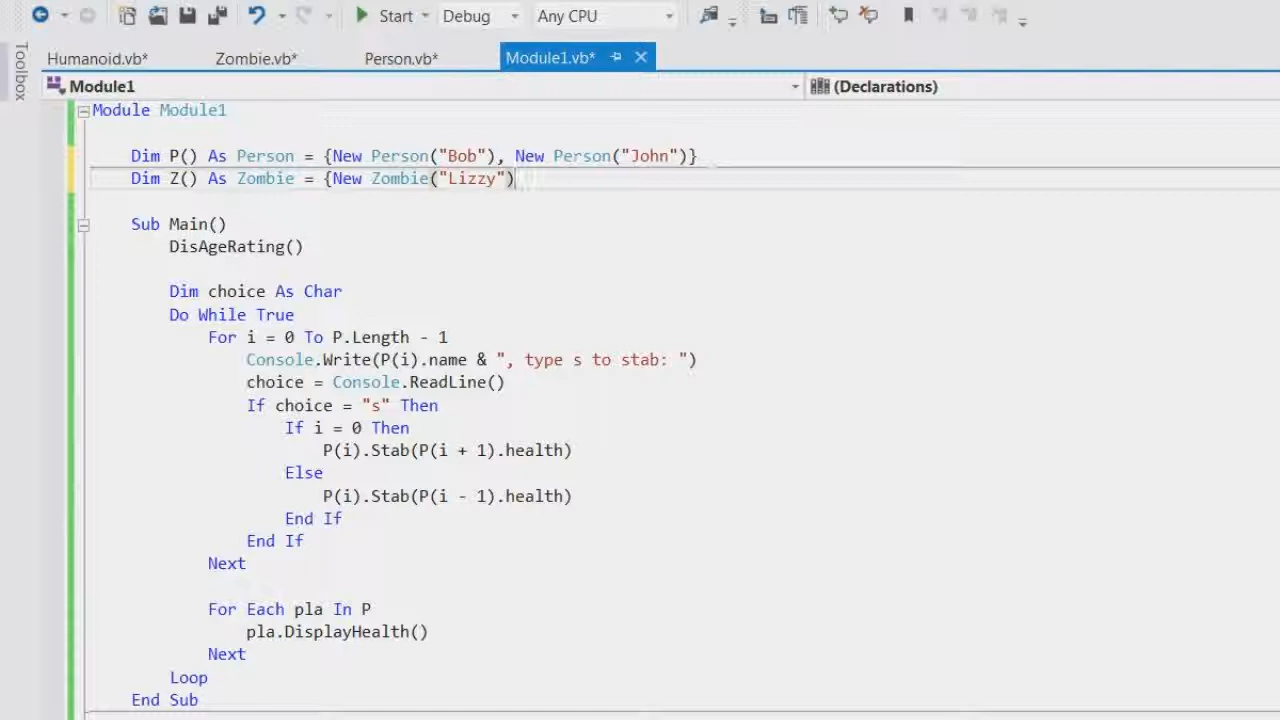 Start Debug Any CPU
Toolbox
Humanoid.vb* Zombie.vb* Person.vb* Module1.vb*
Module1 (Declarations)
Module Module1
Dim P() As Person = {New Person("Bob"), New Person("John")}
Dim Z() As Zombie = {New Zombie("Lizzy")
Sub Main()
DisAgeRating()
Dim choice As Char
Do While True
For i = 0 To P.Length - 1
Console.Write(P(i).name & ", type s to stab: ")
choice = Console.ReadLine()
If choice = "s" Then
If i = 0 Then
P(i).Stab(P(i + 1).health)
Else
P(i).Stab(P(i - 1).health)
End If
End If
Next
For Each pla In P
pla.DisplayHealth()
Next
Loop
End Sub